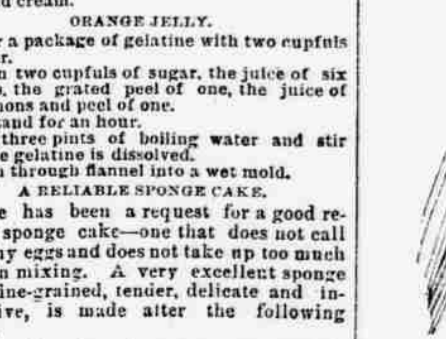 d cream.
ORANGE JELLY.
r a package of gelatine with two cupfuls
r.
n two cupfuls of sugar, the juice of six
, the grated peel of one, the juice of
nons and peel of one.
tand for an hour.
three pints of boiling water and stir
e gelatine is dissolved.
n through flannel into a wet mold.
A RELIABLE SPONGE CAKE.
e has been a request for a good re-
sponge cake—one that does not call
ny eggs and does not take up too much
n mixing. A very excellent sponge
ine-grained, tender, delicate and in-
ive, is made after the following